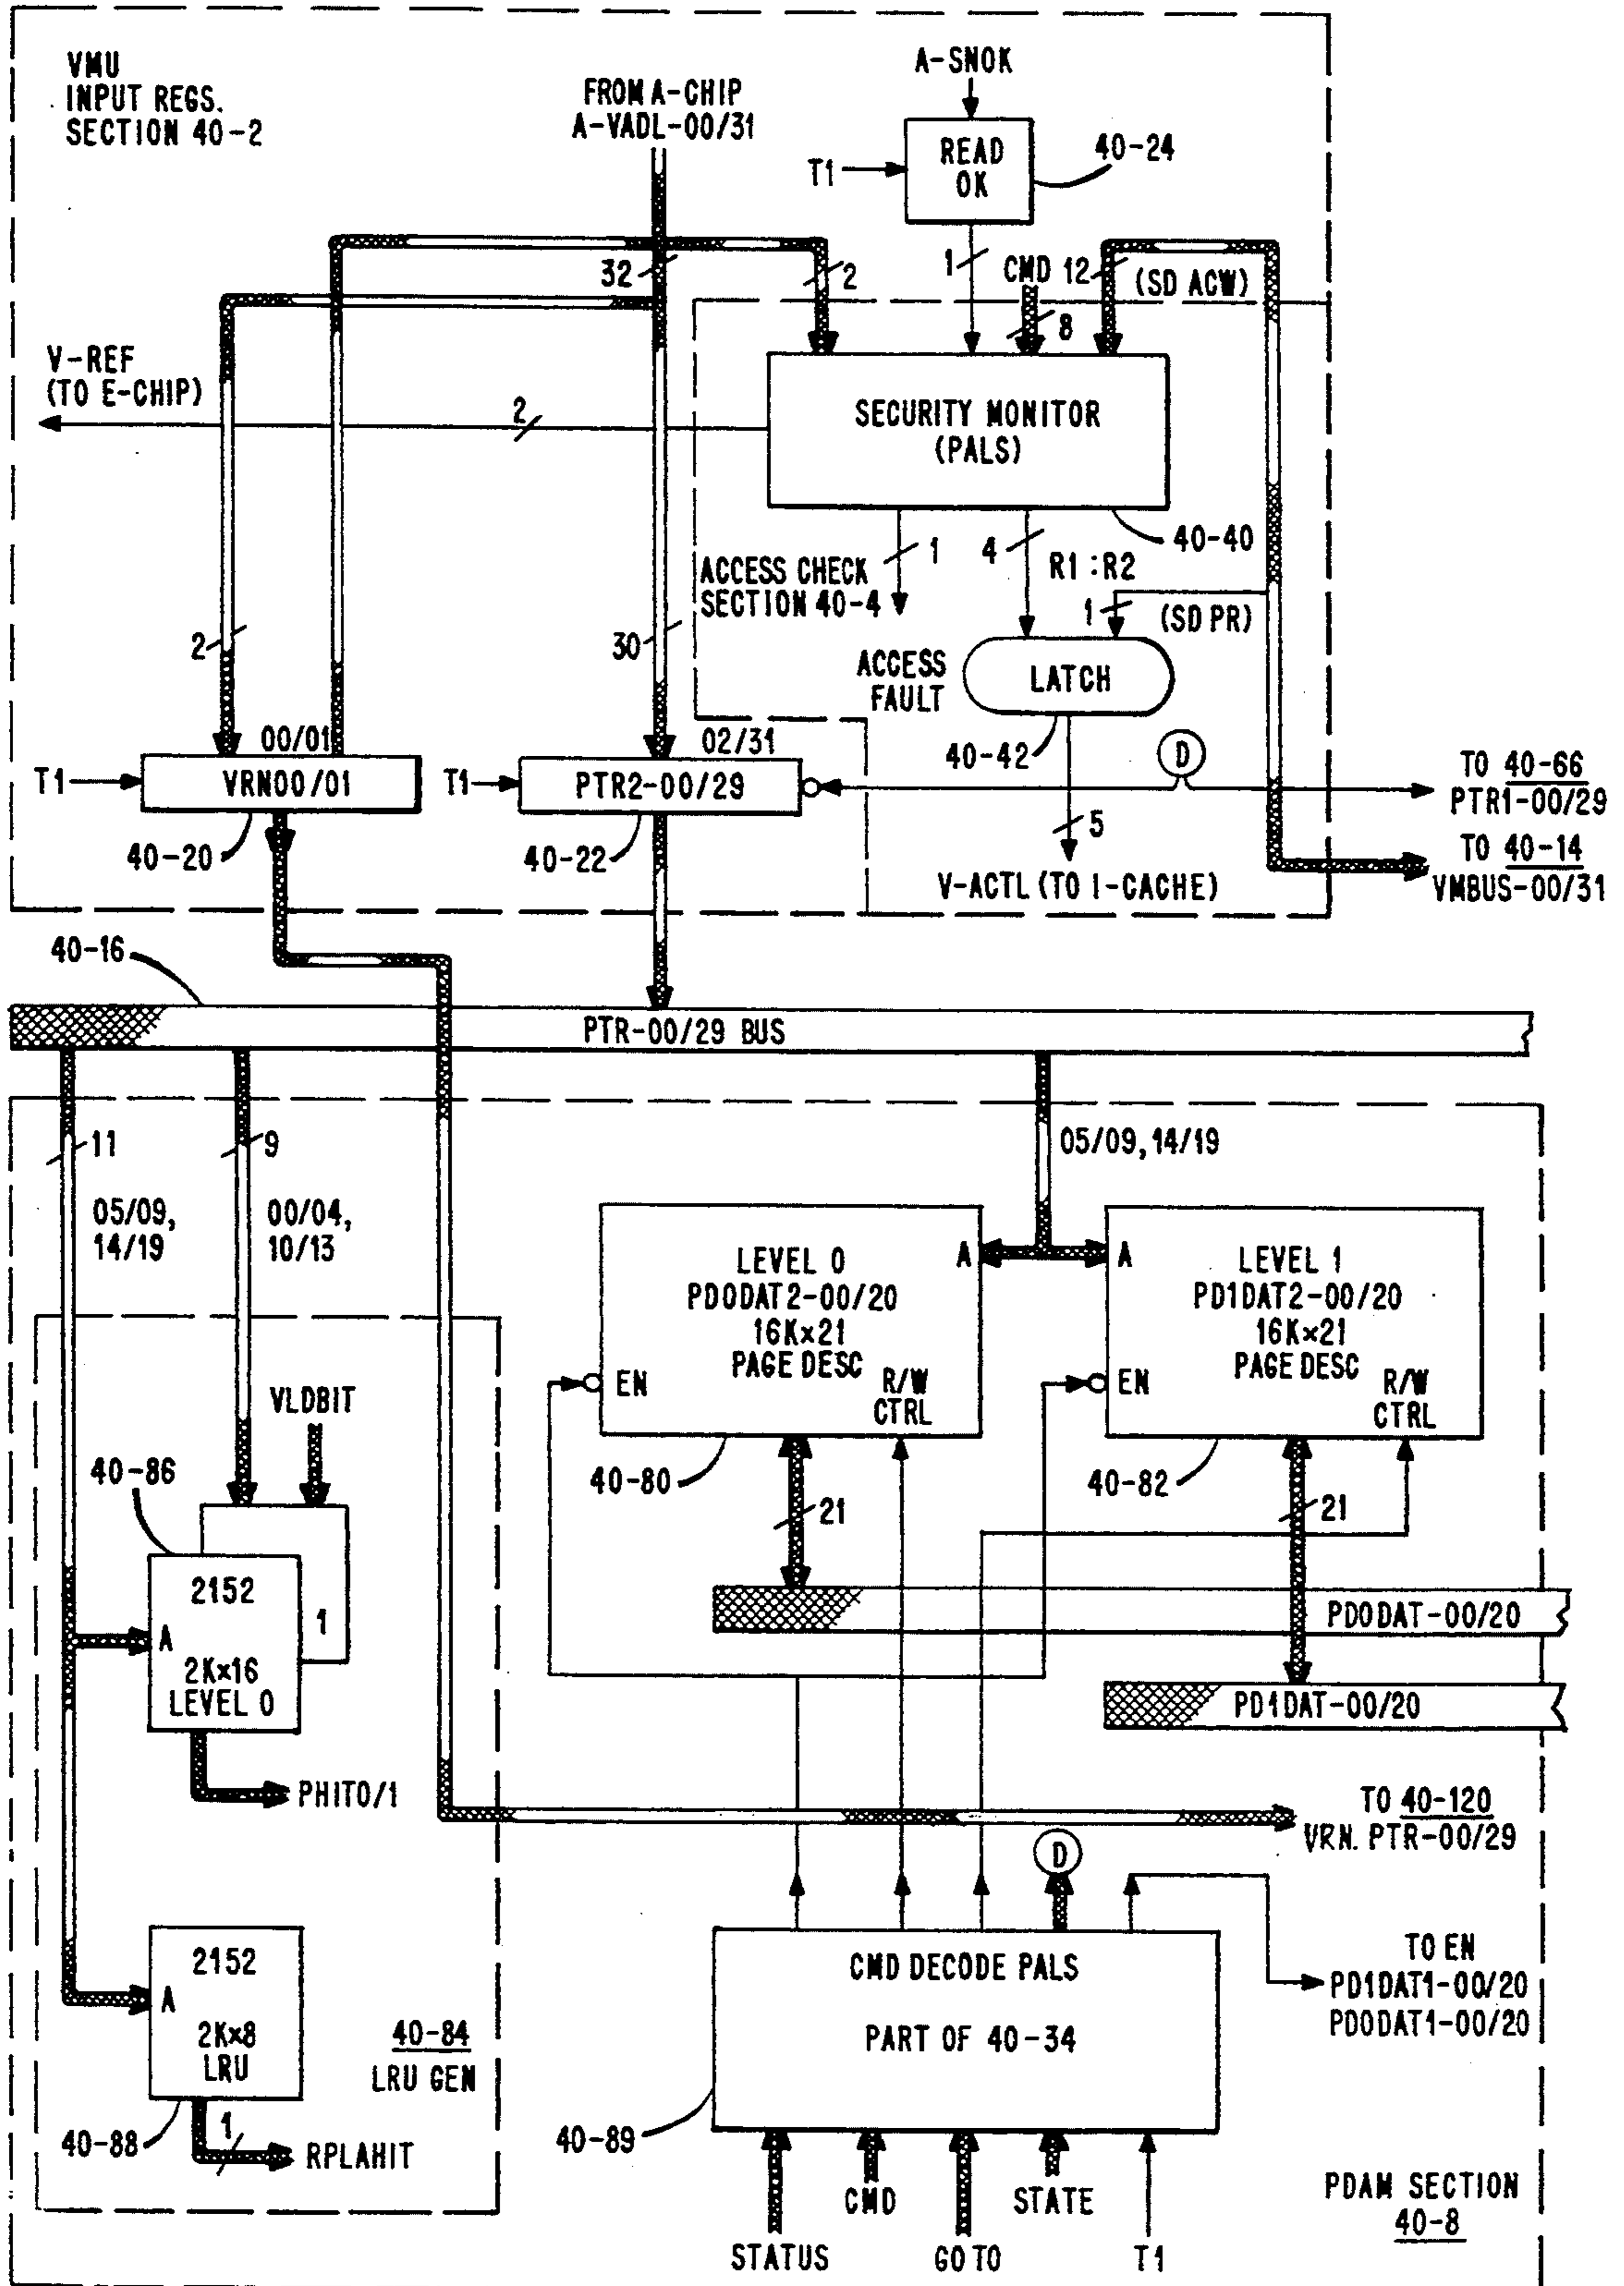 VMU
INPUT REGS.
SECTION 40-2
FROM A-CHIP
A-VADL-00/31
A-SNOK
READ
OK
T1
40-24
32
2
1
CMD
12
(SD ACW)
8
V-REF
(TO E-CHIP)
2
SECURITY MONITOR
(PALS)
40-40
ACCESS CHECK
SECTION 40-4
1
4
R1:R2
1
(SD PR)
2
30
ACCESS
FAULT
LATCH
40-42
00/01
02/31
D
T1
VRN00/01
T1
PTR2-00/29
TO 40-66
PTR1-00/29
40-20
40-22
5
TO 40-14
VMBUS-00/31
V-ACTL (TO I-CACHE)
40-16
PTR-00/29 BUS
11
9
05/09, 14/19
05/09,
14/19
00/04,
10/13
LEVEL 0
PD0DAT2-00/20
16K×21
PAGE DESC
A
EN
R/W
CTRL
LEVEL 1
PD1DAT2-00/20
16K×21
PAGE DESC
A
EN
R/W
CTRL
VLDBIT
40-86
40-80
21
40-82
21
2152
1
A
2K×16
LEVEL 0
PD0DAT-00/20
PD1DAT-00/20
PHIT0/1
TO 40-120
VRN. PTR-00/29
D
2152
A
2K×8
LRU
40-84
LRU GEN
CMD DECODE PALS
PART OF 40-34
TO EN
PD1DAT1-00/20
PD0DAT1-00/20
40-88
1
RPLAHIT
40-89
CMD
STATE
STATUS
GO TO
T1
PDAM SECTION
40-8